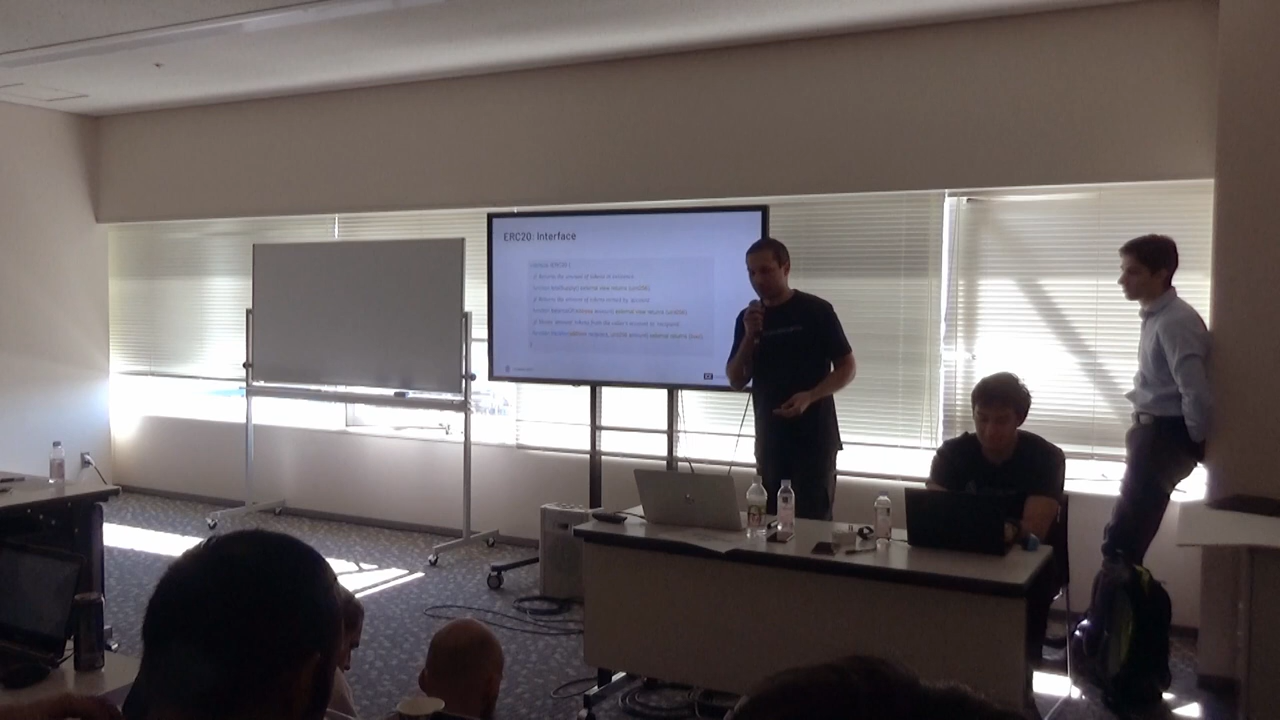 ERC20: Interface
interface IERC20 {
// Returns the amount of tokens in existence
function totalSupply() external view returns (uint256);
// Returns the amount of tokens owned by account
function balanceOf(address account) external view returns (uint256);
// Moves amount tokens from the caller's account to recipient
function transfer(address recipient, uint256 amount) external returns (bool);